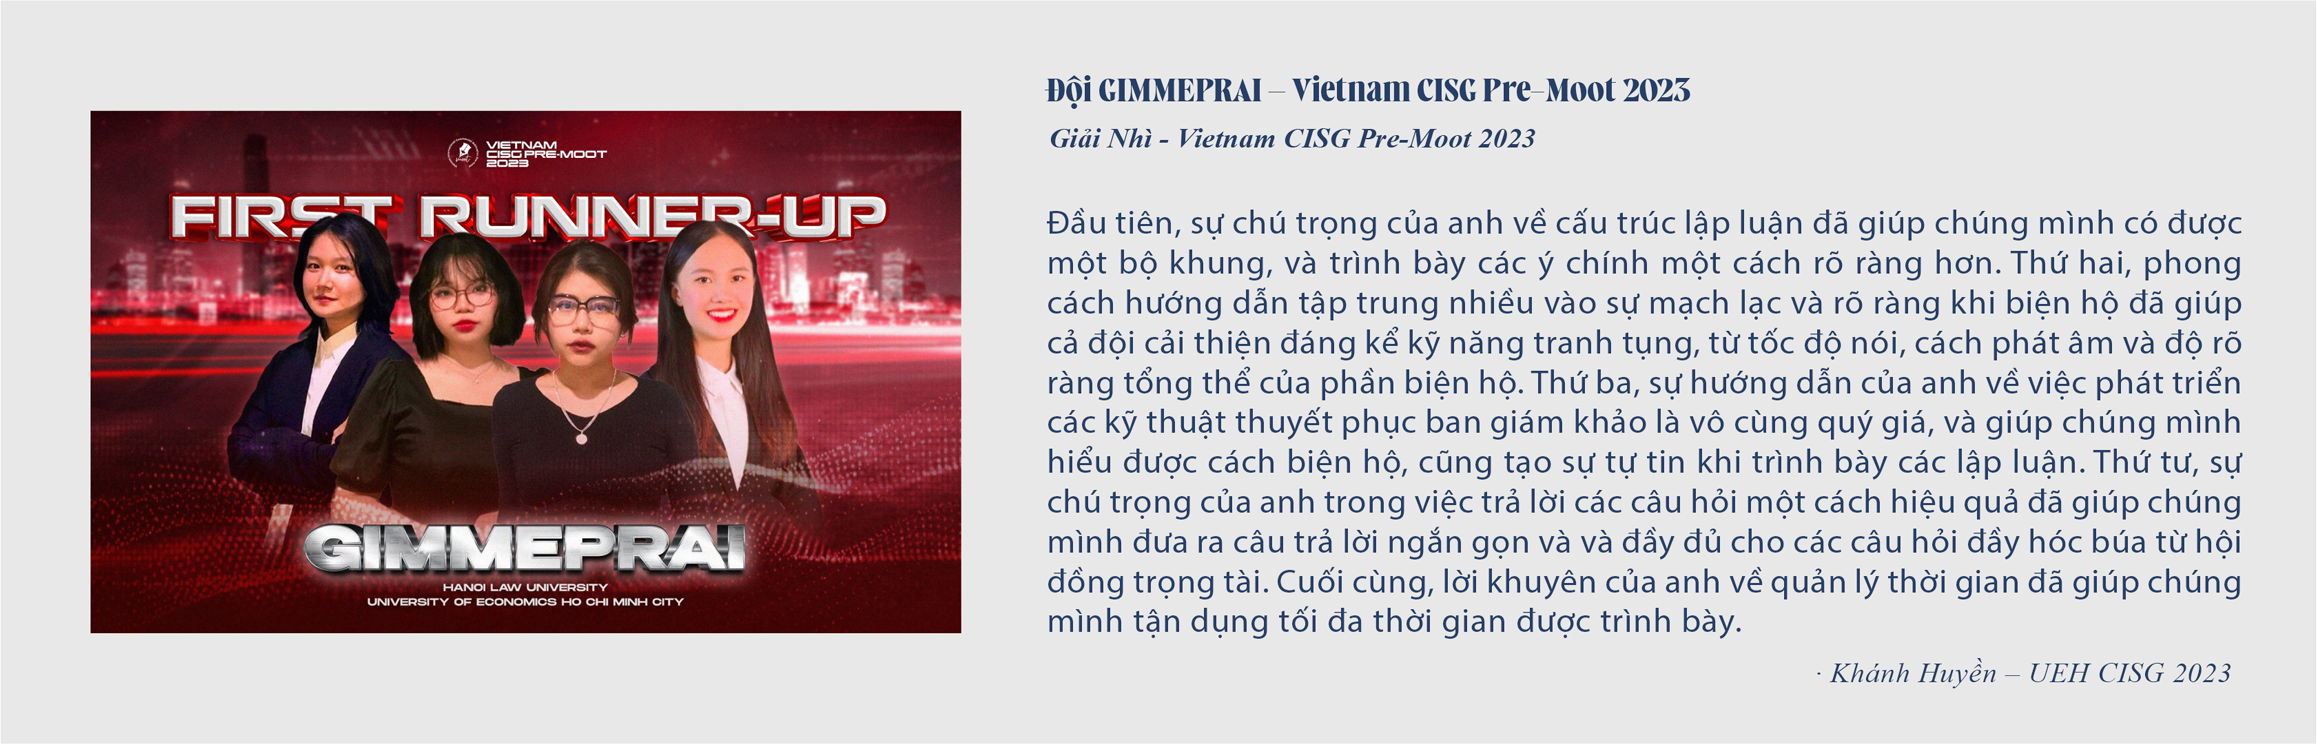 VIETNAM
CISG PRE-MOOT
2023
FIRST RUNNER-UP
GIMMEPRAI
HANOI LAW UNIVERSITY
UNIVERSITY OF ECONOMICS HO CHI MINH CITY
Đội GIMMEPRAI – Vietnam CISG Pre-Moot 2023
Giải Nhì - Vietnam CISG Pre-Moot 2023
Đầu tiên, sự chú trọng của anh về cấu trúc lập luận đã giúp chúng mình có được
một bộ khung, và trình bày các ý chính một cách rõ ràng hơn. Thứ hai, phong
cách hướng dẫn tập trung nhiều vào sự mạch lạc và rõ ràng khi biện hộ đã giúp
cả đội cải thiện đáng kể kỹ năng tranh tụng, từ tốc độ nói, cách phát âm và độ rõ
ràng tổng thể của phần biện hộ. Thứ ba, sự hướng dẫn của anh về việc phát triển
các kỹ thuật thuyết phục ban giám khảo là vô cùng quý giá, và giúp chúng mình
hiểu được cách biện hộ, cũng tạo sự tự tin khi trình bày các lập luận. Thứ tư, sự
chú trọng của anh trong việc trả lời các câu hỏi một cách hiệu quả đã giúp chúng
mình đưa ra câu trả lời ngắn gọn và và đầy đủ cho các câu hỏi đầy hóc búa từ hội
đồng trọng tài. Cuối cùng, lời khuyên của anh về quản lý thời gian đã giúp chúng
mình tận dụng tối đa thời gian được trình bày.
· Khánh Huyền – UEH CISG 2023